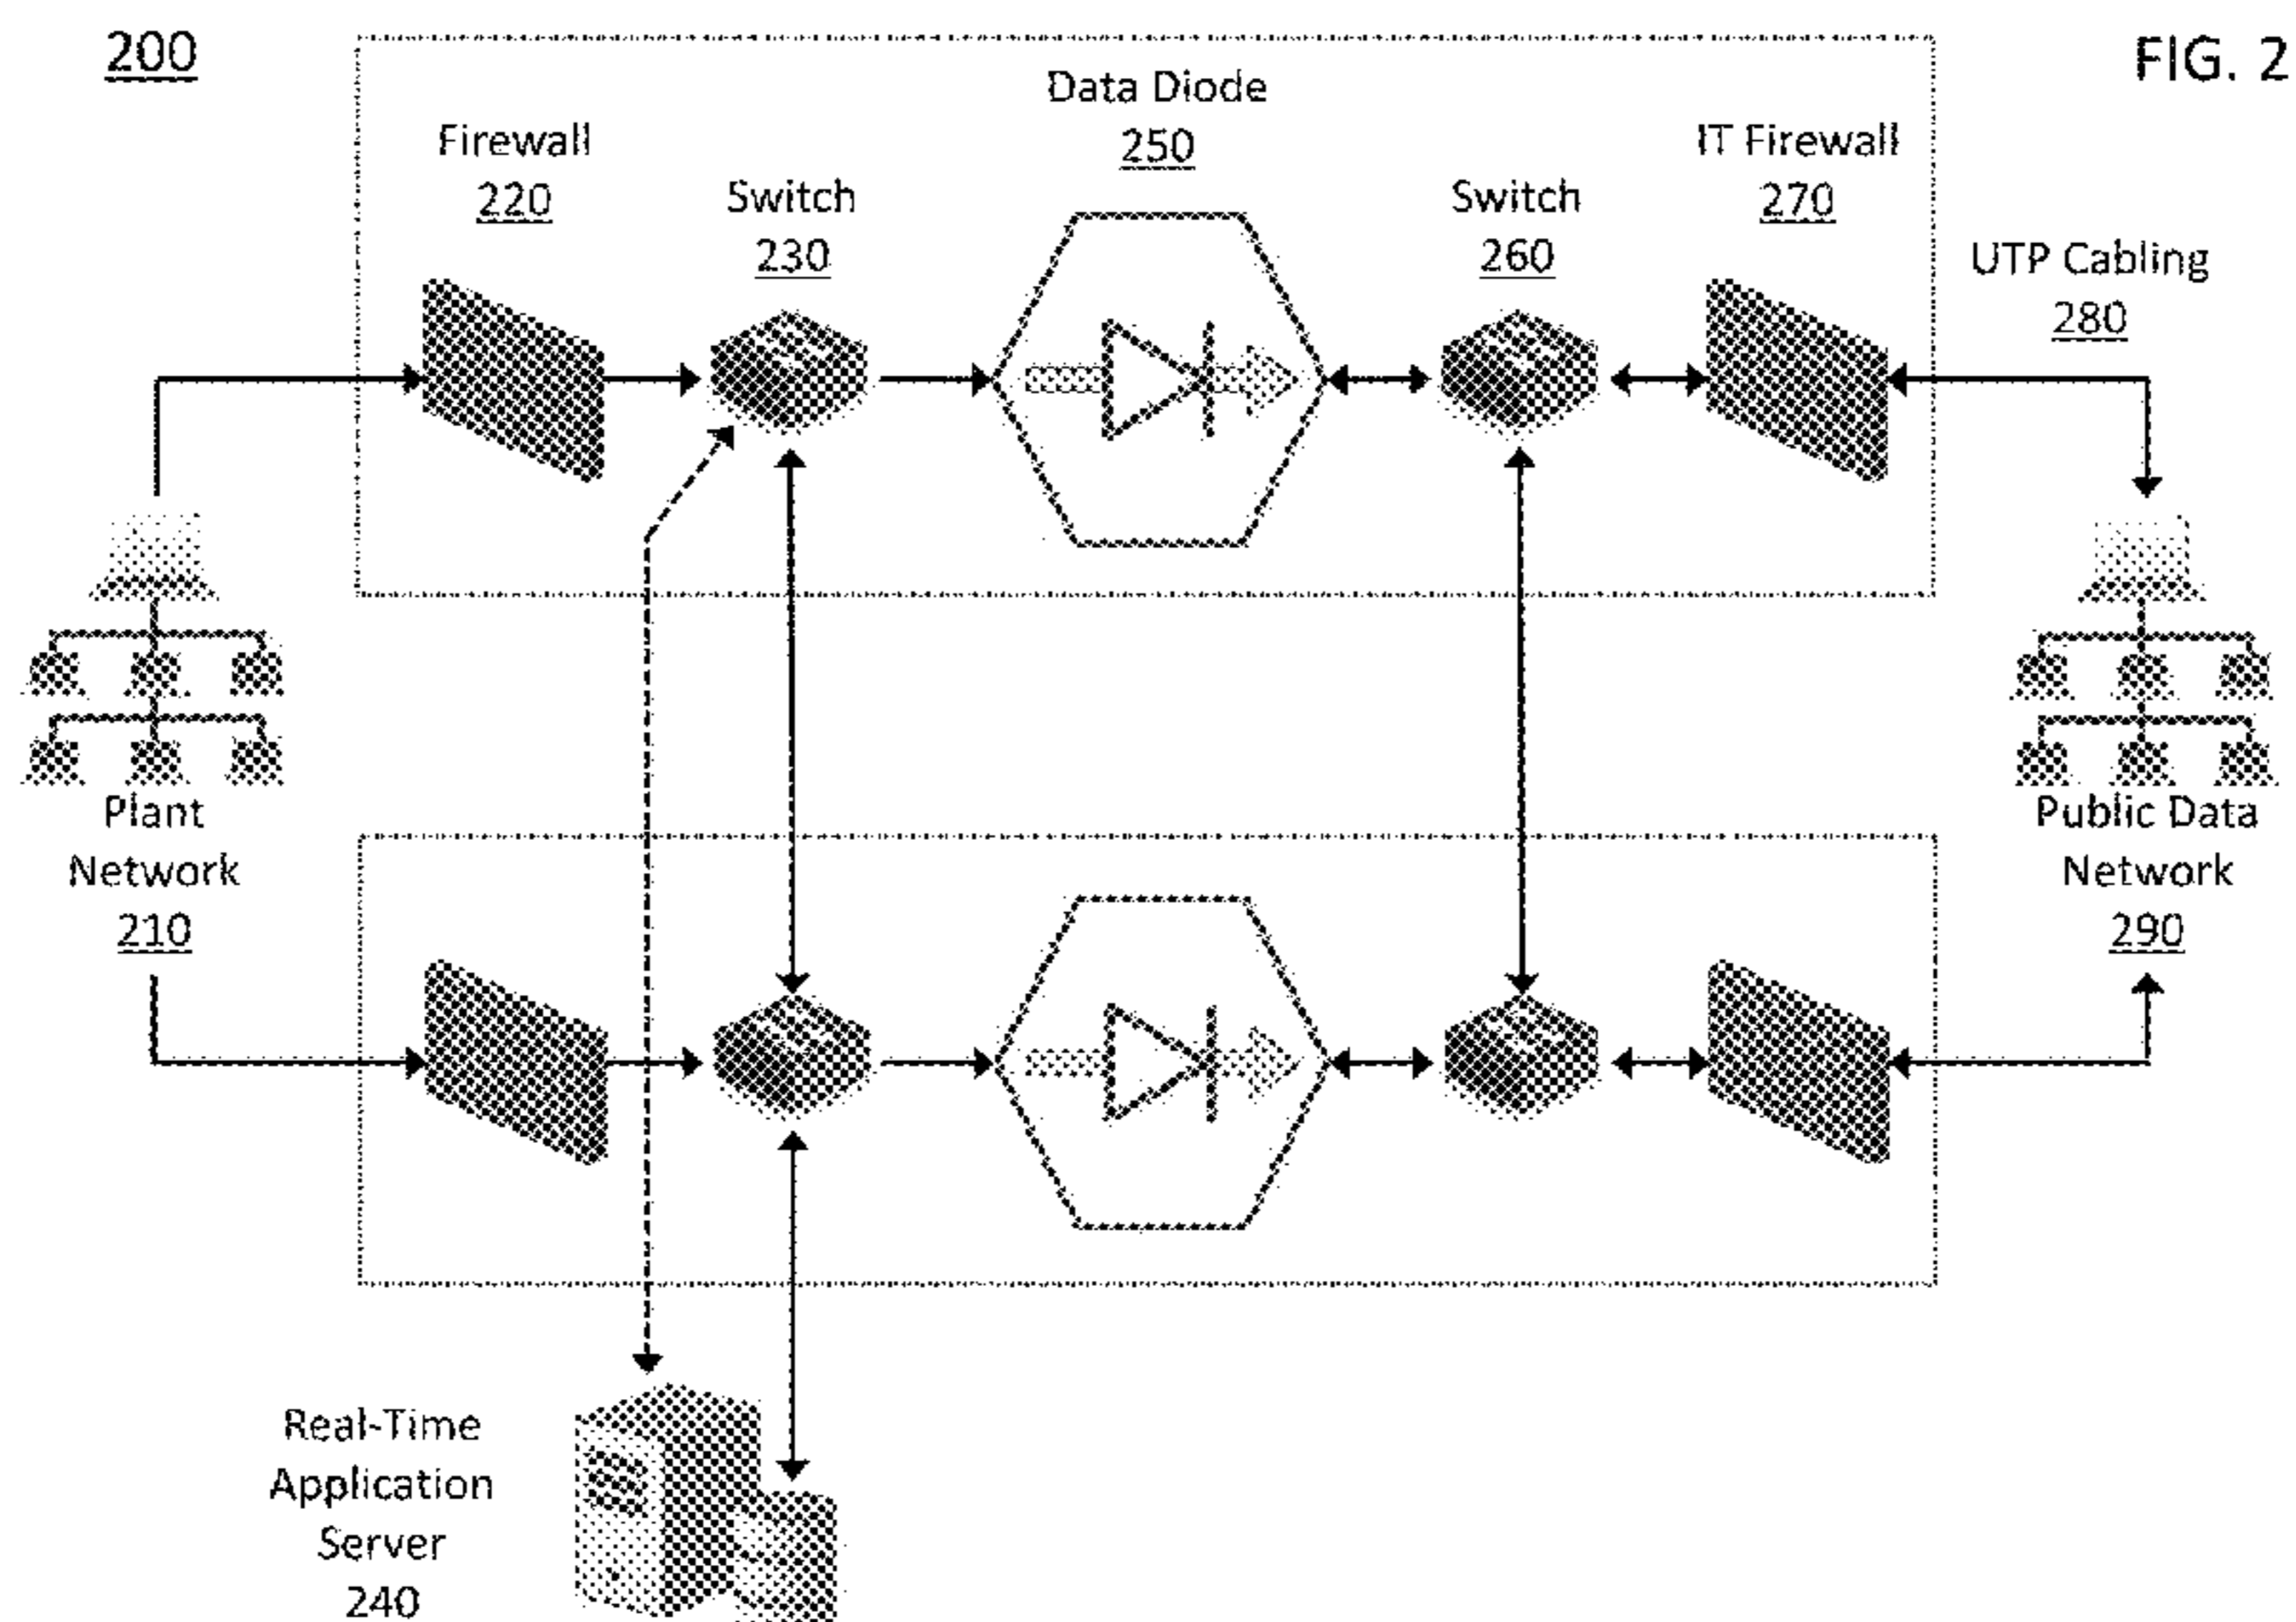 200
FIG. 2
Data Diode
250
Firewall
220
IT Firewall
270
Switch
230
Switch
260
UTP Cabling
280
Plant
Network
210
Public Data
Network
290
Real-Time
Application
Server
240